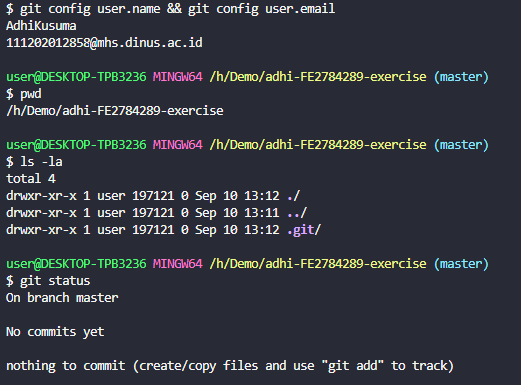 $ git config user.name && git config user.email
AdhiKusuma
111202012858@mhs.dinus.ac.id
user@DESKTOP-TPB3236 MINGW64 /h/Demo/adhi-FE2784289-exercise (master)
$ pwd
/h/Demo/adhi-FE2784289-exercise
user@DESKTOP-TPB3236 MINGW64 /h/Demo/adhi-FE2784289-exercise (master)
$ ls -la
total 4
drwxr-xr-x 1 user 197121 0 Sep 10 13:12 ./
drwxr-xr-x 1 user 197121 0 Sep 10 13:11 ../
drwxr-xr-x 1 user 197121 0 Sep 10 13:12 .git/
user@DESKTOP-TPB3236 MINGW64 /h/Demo/adhi-FE2784289-exercise (master)
$ git status
On branch master
No commits yet
nothing to commit (create/copy files and use "git add" to track)